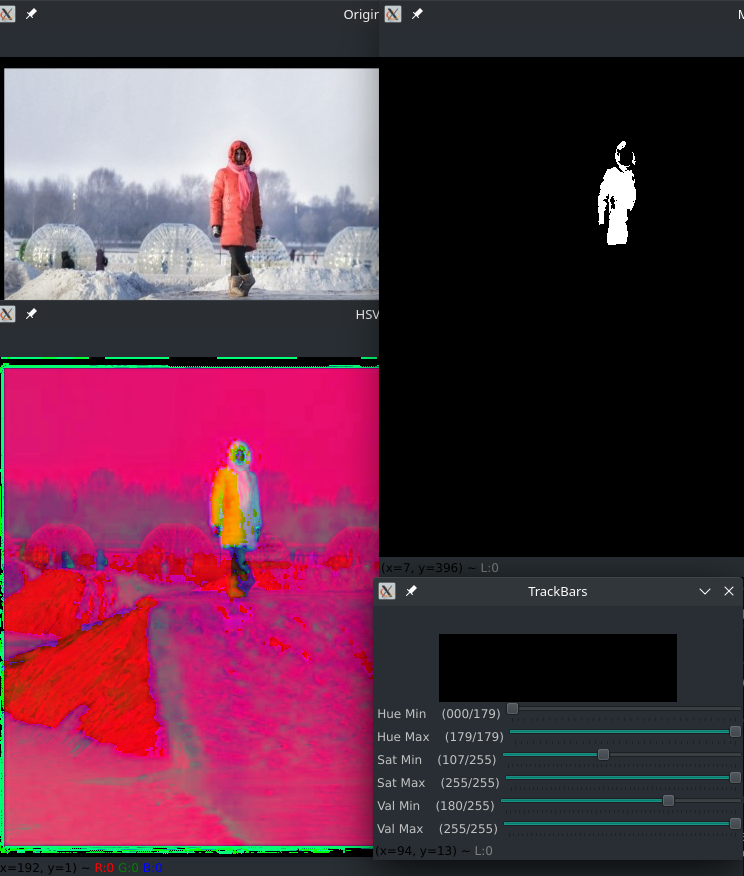 Origin
M
HSV
(x=7, y=396) ~ L:0
TrackBars
Hue Min (000/179)
Hue Max (179/179)
Sat Min (107/255)
Sat Max (255/255)
Val Min (180/255)
Val Max (255/255)
(x=94, y=13) ~ L:0
x=192, y=1) ~ R:0 G:0 B:0